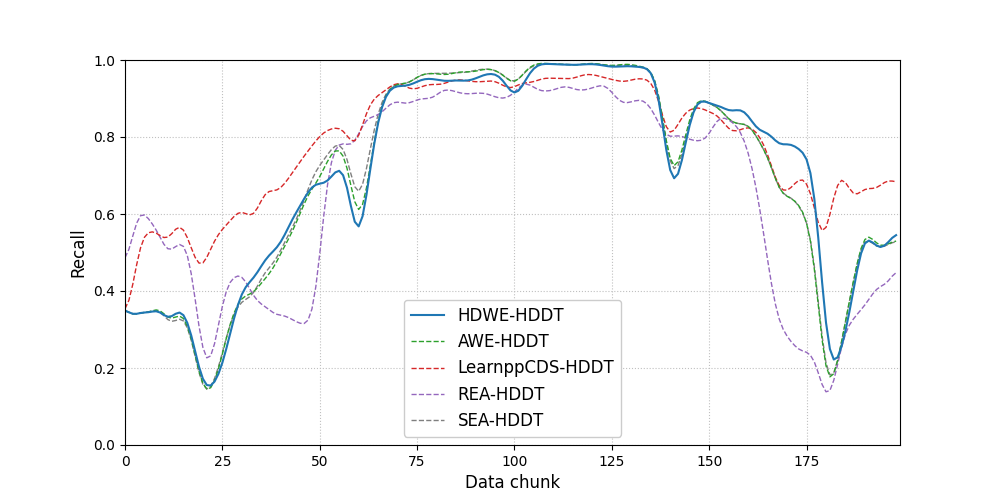 1.0
0.8
0.6
0.4
0.2
0.0
Recall
HDWE-HDDT
AWE-HDDT
LearnppCDS-HDDT
REA-HDDT
SEA-HDDT
0 25 50 75 100 125 150 175
Data chunk